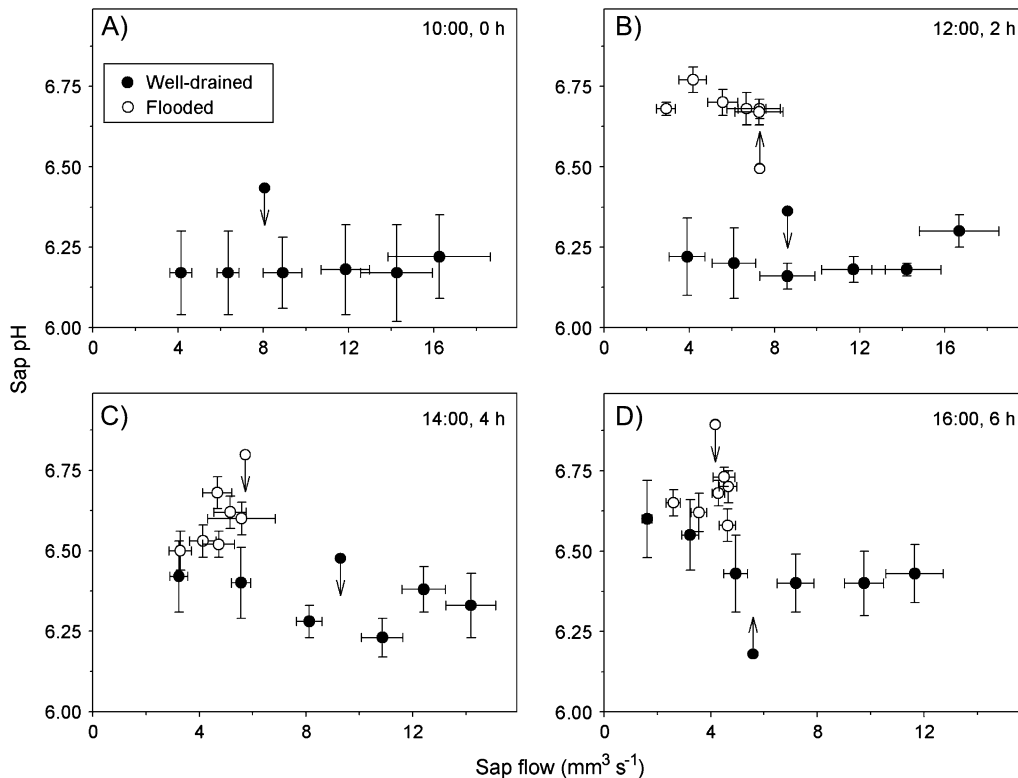 A) 10:00, 0 h
Well-drained
Flooded
6.75
6.50
6.25
6.00
0 4 8 12 16
B) 12:00, 2 h
6.75
6.50
6.25
6.00
0 4 8 12 16
Sap pH
C) 14:00, 4 h
6.75
6.50
6.25
6.00
0 4 8 12
D) 16:00, 6 h
6.75
6.50
6.25
6.00
0 4 8 12
Sap flow (mm³ s⁻¹)